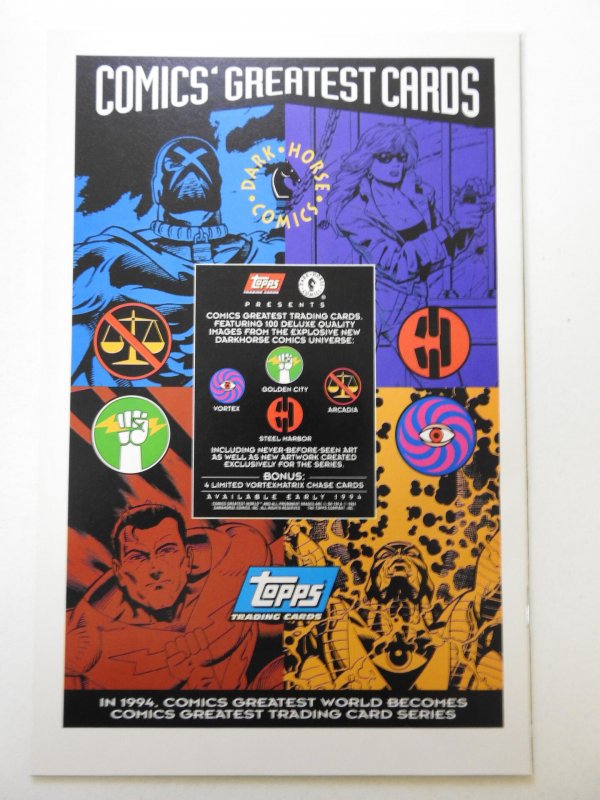 COMICS' GREATEST CARDS
DARK•HORSE•COMICS•
TOPPS
TRADING CARDS
PRESENTS
COMICS GREATEST TRADING CARDS.
FEATURING 100 DELUXE QUALITY
IMAGES FROM THE EXPLOSIVE NEW
DARKHORSE COMICS UNIVERSE:
GOLDEN CITY
VORTEX
ARCADIA
STEEL HARBOR
INCLUDING NEVER-BEFORE-SEEN ART
AS WELL AS NEW ARTWORK CREATED
EXCLUSIVELY FOR THE SERIES.
BONUS:
4 LIMITED VORTEXMATRIX CHASE CARDS
AVAILABLE EARLY 1994
TOPPS
TRADING CARDS
IN 1994, COMICS GREATEST WORLD BECOMES
COMICS GREATEST TRADING CARD SERIES